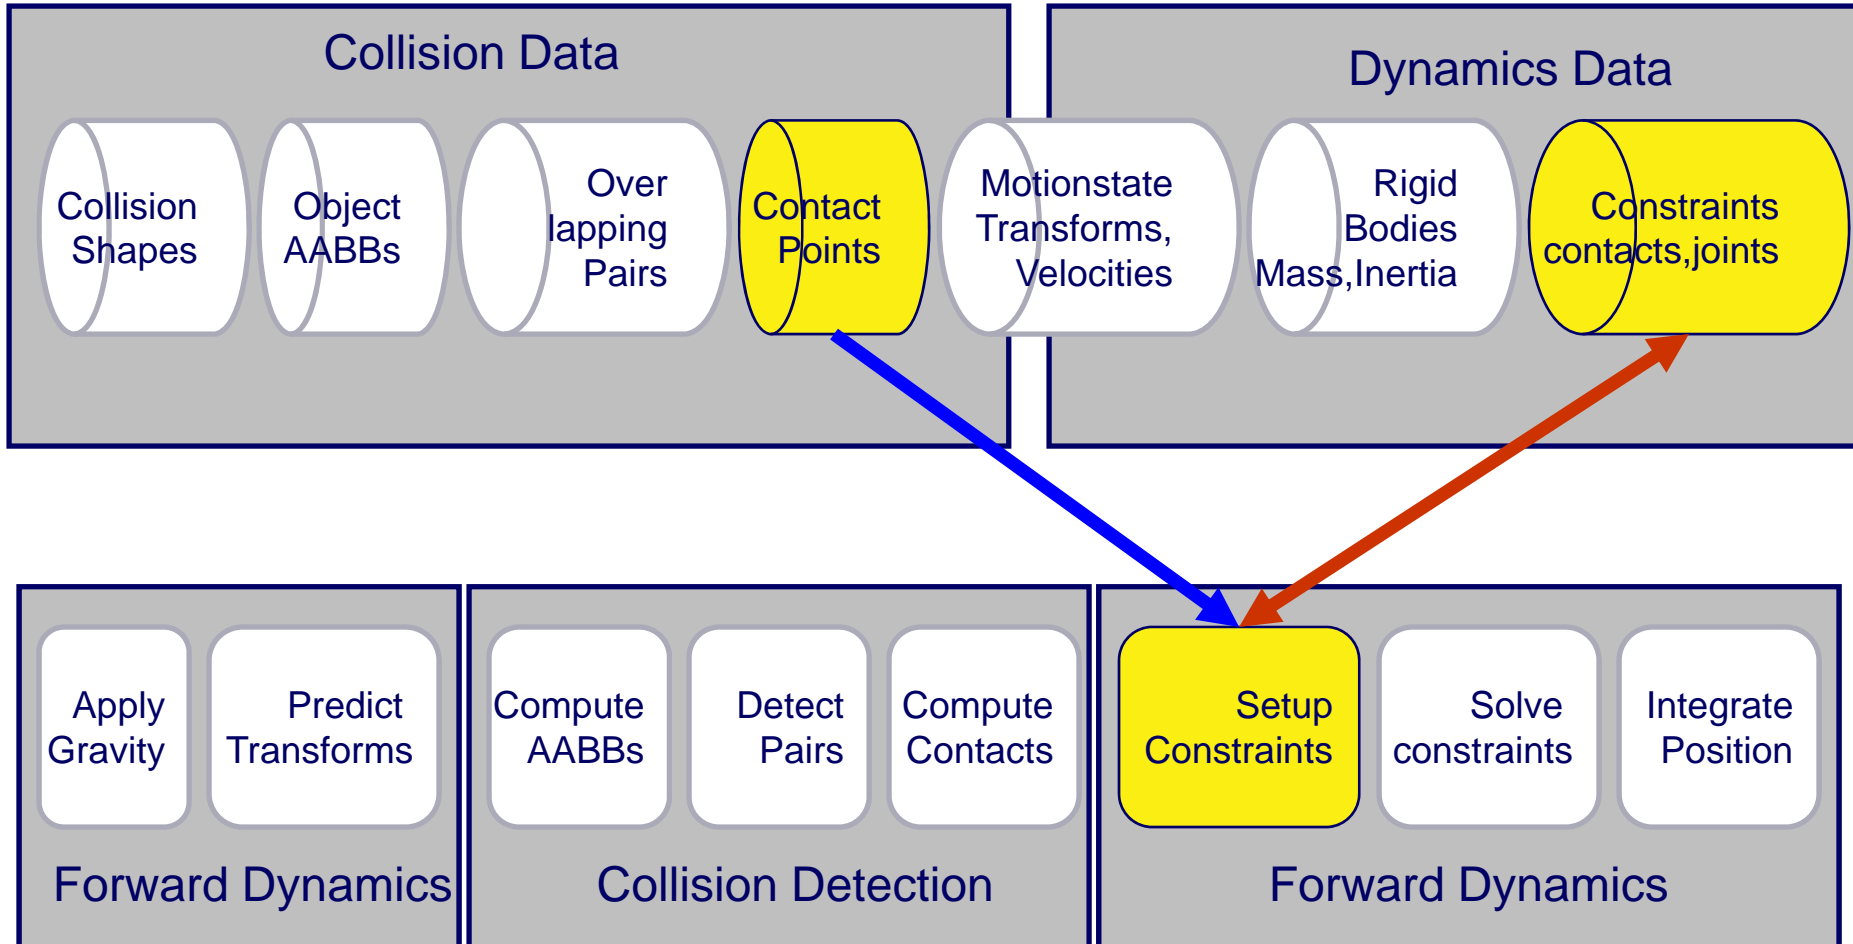 Collision Data
Dynamics Data
Collision
Shapes
Object
AABBs
Over
lapping
Pairs
Contact
Points
Motionstate
Transforms,
Velocities
Rigid
Bodies
Mass,Inertia
Constraints
contacts,joints
Apply
Gravity
Predict
Transforms
Compute
AABBs
Detect
Pairs
Compute
Contacts
Setup
Constraints
Solve
constraints
Integrate
Position
Forward Dynamics
Collision Detection
Forward Dynamics